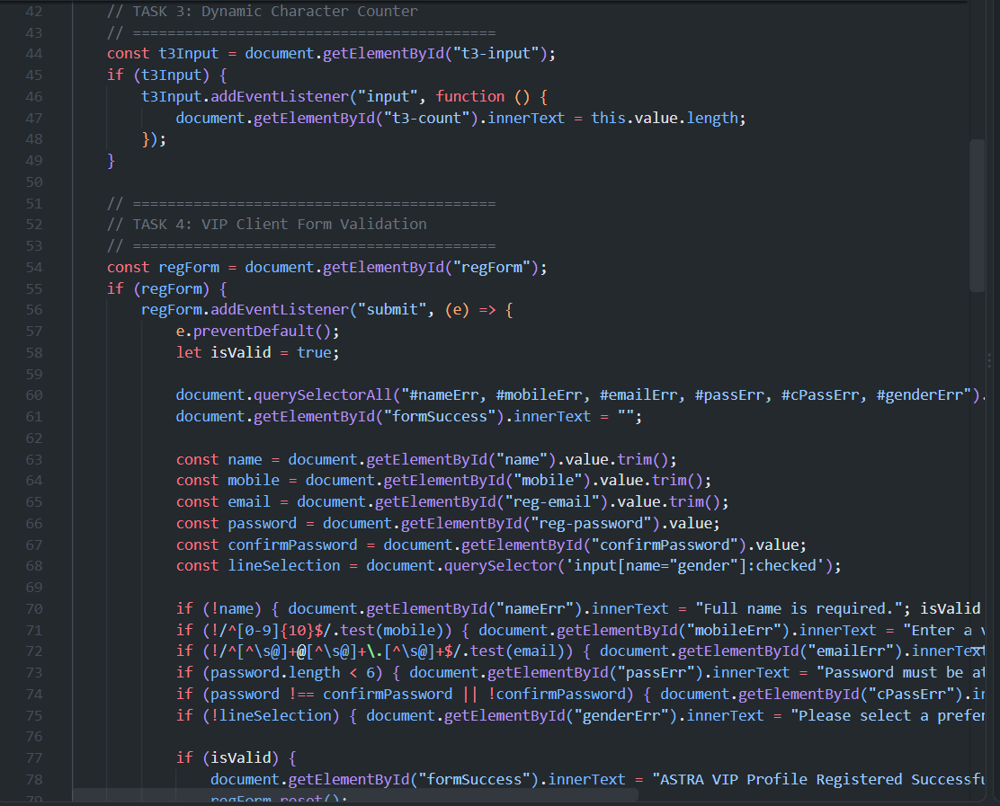 42 // TASK 3: Dynamic Character Counter
43 // ==========================================
44 const t3Input = document.getElementById("t3-input");
45 if (t3Input) {
46 t3Input.addEventListener("input", function () {
47 document.getElementById("t3-count").innerText = this.value.length;
48 });
49 }
50
51 // ==========================================
52 // TASK 4: VIP Client Form Validation
53 // ==========================================
54 const regForm = document.getElementById("regForm");
55 if (regForm) {
56 regForm.addEventListener("submit", (e) => {
57 e.preventDefault();
58 let isValid = true;
59
60 document.querySelectorAll("#nameErr, #mobileErr, #emailErr, #passErr, #cPassErr, #genderErr").
61 document.getElementById("formSuccess").innerText = "";
62
63 const name = document.getElementById("name").value.trim();
64 const mobile = document.getElementById("mobile").value.trim();
65 const email = document.getElementById("reg-email").value.trim();
66 const password = document.getElementById("reg-password").value;
67 const confirmPassword = document.getElementById("confirmPassword").value;
68 const lineSelection = document.querySelector('input[name="gender"]:checked');
69
70 if (!name) { document.getElementById("nameErr").innerText = "Full name is required."; isValid
71 if (!/^[0-9]{10}$/.test(mobile)) { document.getElementById("mobileErr").innerText = "Enter a v
72 if (!/^[^\s@]+@[^\s@]+\.[^\s@]+$/.test(email)) { document.getElementById("emailErr").innerText
73 if (password.length < 6) { document.getElementById("passErr").innerText = "Password must be at
74 if (password !== confirmPassword || !confirmPassword) { document.getElementById("cPassErr").in
75 if (!lineSelection) { document.getElementById("genderErr").innerText = "Please select a prefer
76
77 if (isValid) {
78 document.getElementById("formSuccess").innerText = "ASTRA VIP Profile Registered Successfu
79 regForm.reset();